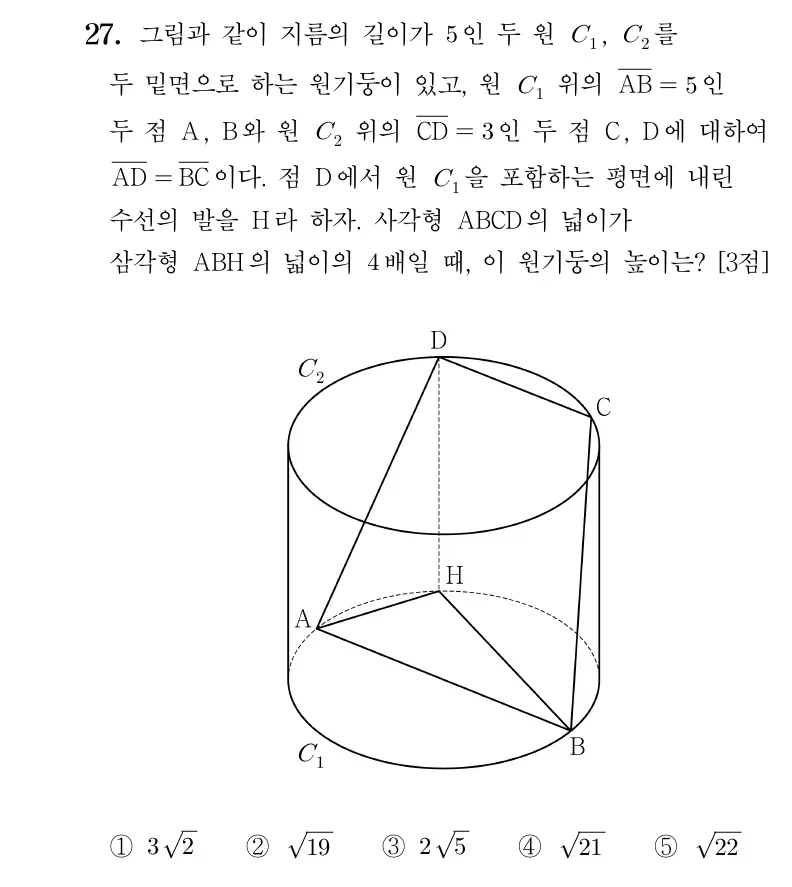 27. 그림과 같이 지름의 길이가 5인 두 원 C₁, C₂를
두 밑면으로 하는 원기둥이 있고, 원 C₁ 위의 A̅B̅ = 5인
두 점 A, B와 원 C₂ 위의 C̅D̅ = 3인 두 점 C, D에 대하여
A̅D̅ = B̅C̅이다. 점 D에서 원 C₁을 포함하는 평면에 내린
수선의 발을 H라 하자. 사각형 ABCD의 넓이가
삼각형 ABH의 넓이의 4배일 때, 이 원기둥의 높이는? [3점]
D
C₂
C
H
A
B
C₁
① 3√2 ② √19 ③ 2√5 ④ √21 ⑤ √22